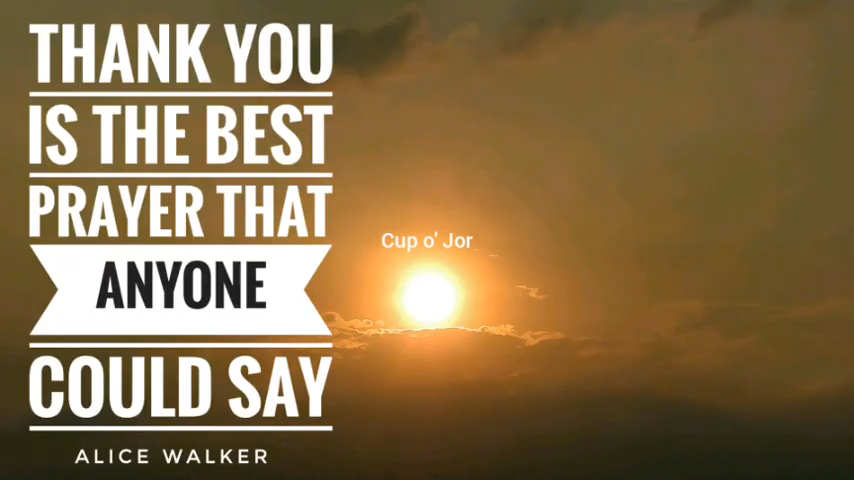 THANK YOU
IS THE BEST
PRAYER THAT
ANYONE
COULD SAY
ALICE WALKER
Cup o' Jor